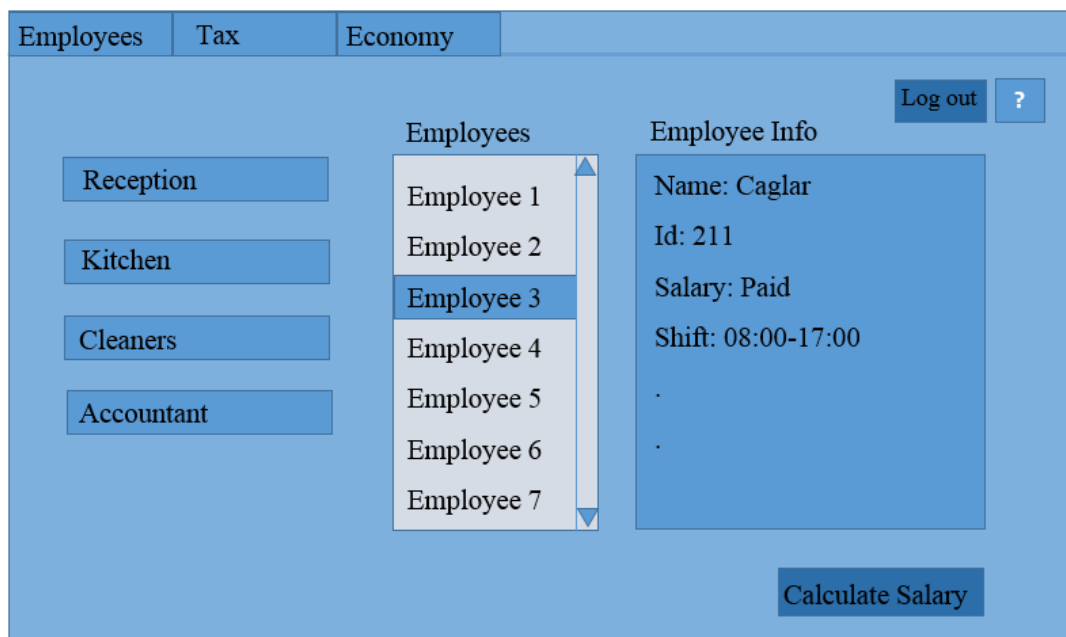 Employees
Tax
Economy
Log out
?
Reception
Kitchen
Cleaners
Accountant
Employees
Employee 1
Employee 2
Employee 3
Employee 4
Employee 5
Employee 6
Employee 7
Employee Info
Name: Caglar
Id: 211
Salary: Paid
Shift: 08:00-17:00
.
.
Calculate Salary